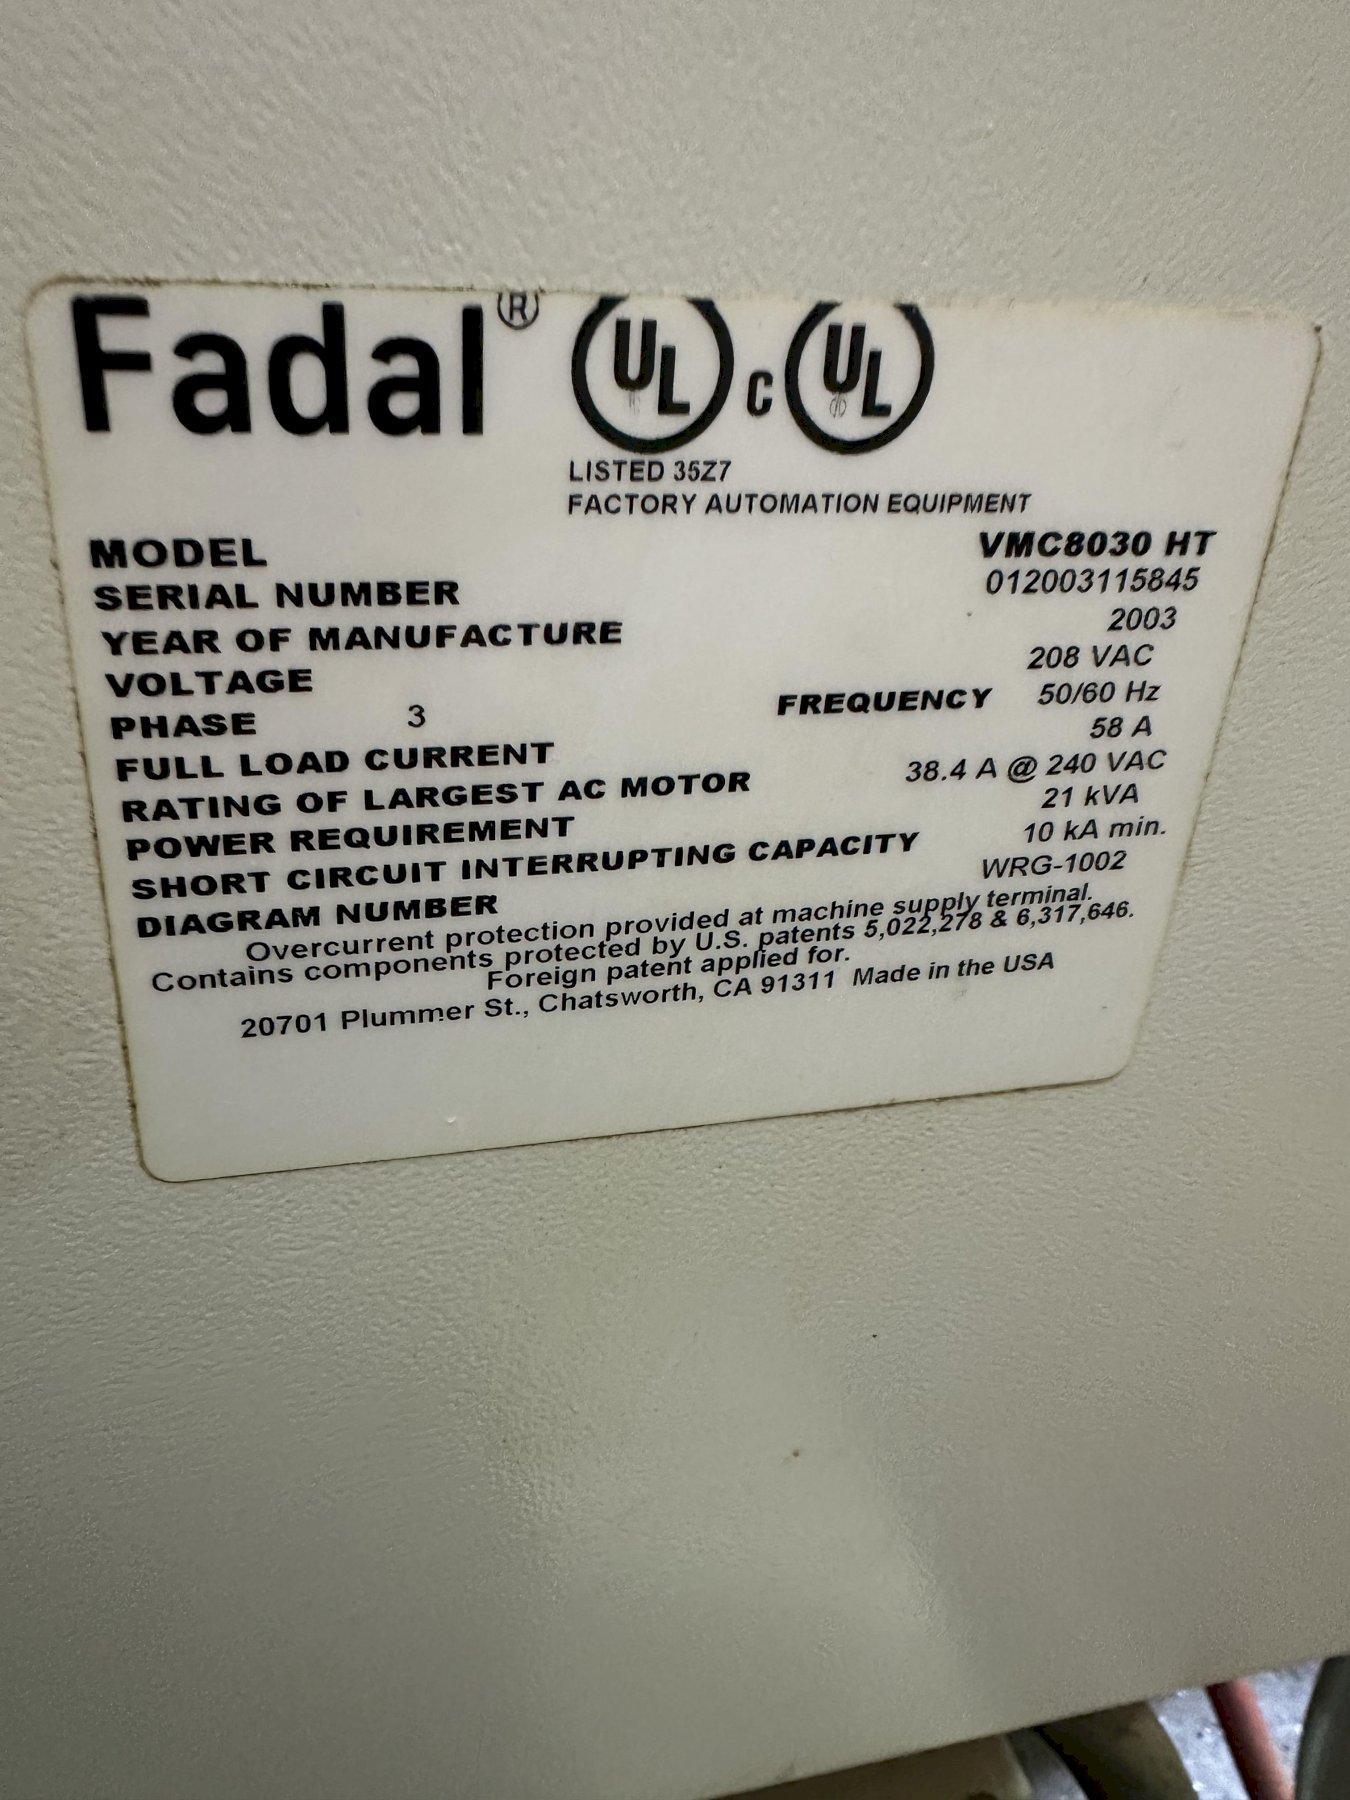 Fadal®
UL c UL
LISTED 35Z7
FACTORY AUTOMATION EQUIPMENT
MODEL VMC8030 HT
SERIAL NUMBER 012003115845
YEAR OF MANUFACTURE 2003
VOLTAGE 208 VAC
PHASE 3 FREQUENCY 50/60 Hz
FULL LOAD CURRENT 58 A
RATING OF LARGEST AC MOTOR 38.4 A @ 240 VAC
POWER REQUIREMENT 21 kVA
SHORT CIRCUIT INTERRUPTING CAPACITY 10 kA min.
DIAGRAM NUMBER WRG-1002
Overcurrent protection provided at machine supply terminal.
Contains components protected by U.S. patents 5,022,278 & 6,317,646.
Foreign patent applied for.
20701 Plummer St., Chatsworth, CA 91311 Made in the USA